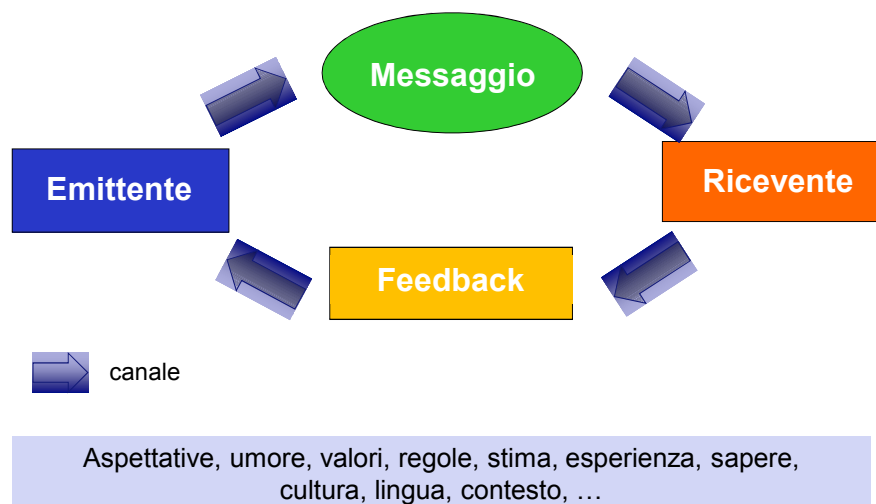 Messaggio
Emittente
Ricevente
Feedback
canale
Aspettative, umore, valori, regole, stima, esperienza, sapere,
cultura, lingua, contesto, …